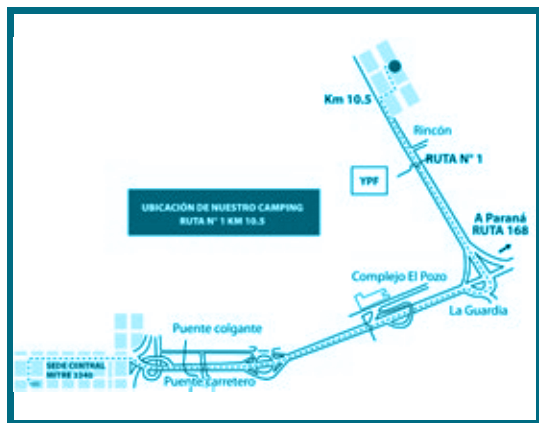 Km 10.5
Rincón
RUTA N° 1
YPF
UBICACIÓN DE NUESTRO CAMPING
RUTA N° 1 KM 10.5
A Paraná
RUTA 168
Complejo El Pozo
La Guardia
Puente colgante
SEDE CENTRAL
MITRE 3340
Puente carretero